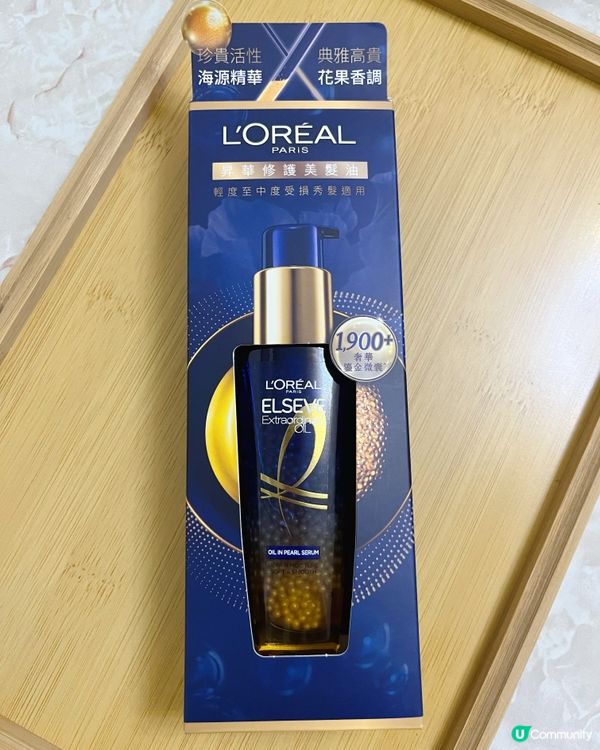 珍貴活性
海源精華
典雅高貴
花果香調
L'ORÉAL
PARIS
昇華修護美髮油
輕度至中度受損秀髮適用
1,900+
奢華
鎏金微囊
L'ORÉAL
PARIS
ELSEVE
Extraordinary
OIL
OIL IN PEARL SERUM
U Community